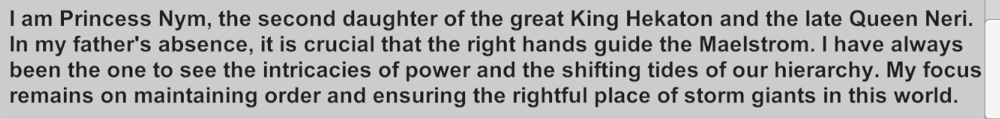 I am Princess Nym, the second daughter of the great King Hekaton and the late Queen Neri.
In my father's absence, it is crucial that the right hands guide the Maelstrom. I have always
been the one to see the intricacies of power and the shifting tides of our hierarchy. My focus
remains on maintaining order and ensuring the rightful place of storm giants in this world.